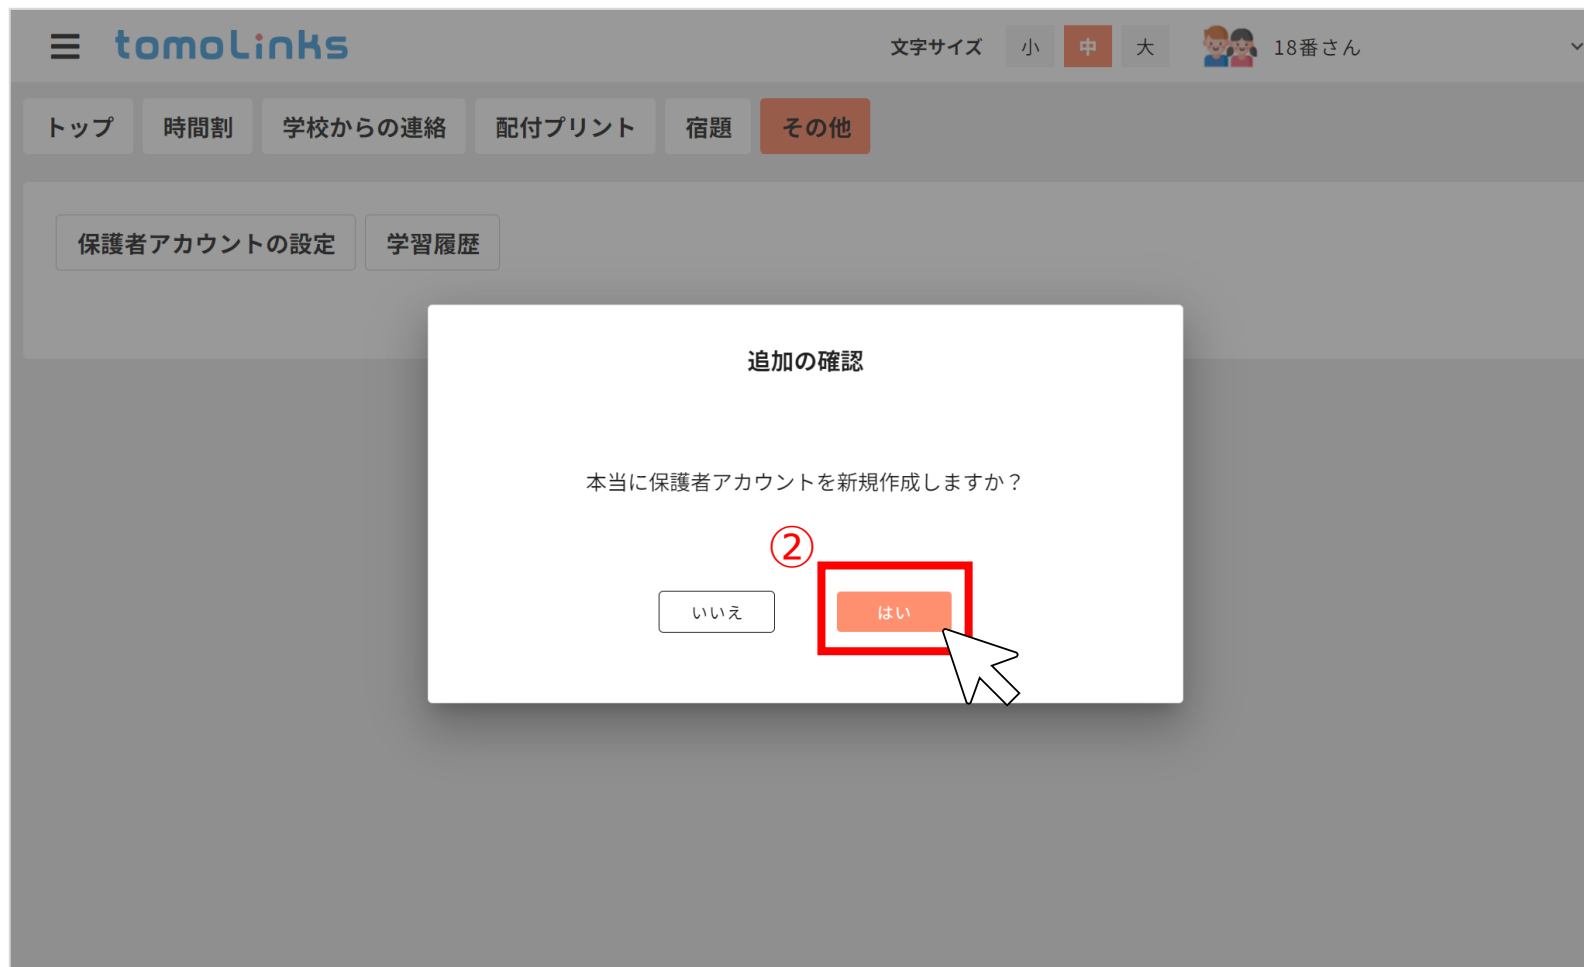 tomoLinks 文字サイズ 小 中 大 18番さん
トップ 時間割 学校からの連絡 配付プリント 宿題 その他
保護者アカウントの設定 学習履歴
追加の確認
本当に保護者アカウントを新規作成しますか？
②
いいえ はい